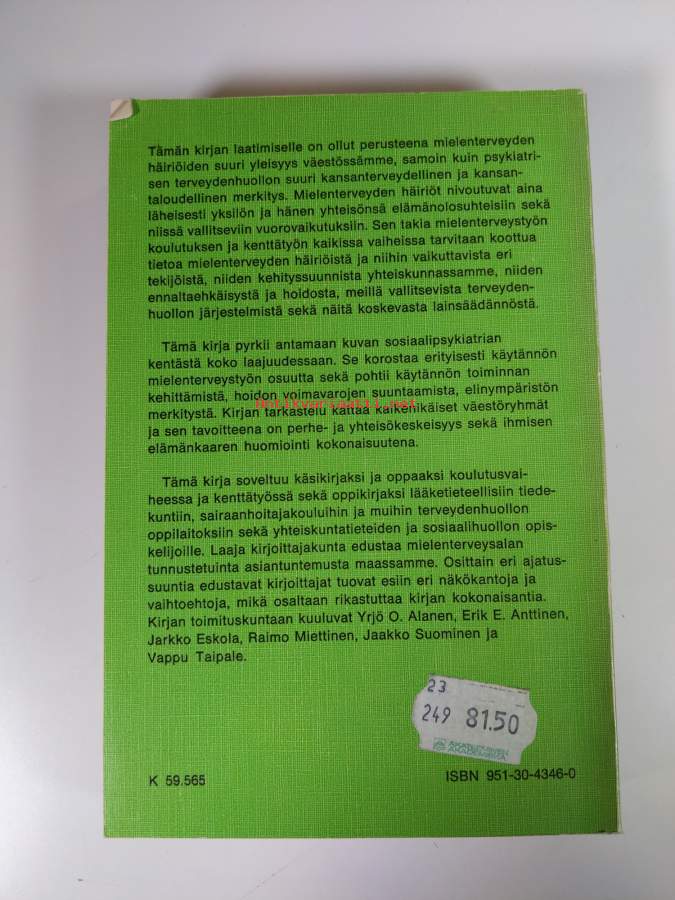 Tämän kirjan laatimiselle on ollut perusteena mielenterveyden
häiriöiden suuri yleisyys väestössämme, samoin kuin psykiatri-
sen terveydenhuollon suuri kansanterveydellinen ja kansan-
taloudellinen merkitys. Mielenterveyden häiriöt nivoutuvat aina
läheisesti yksilön ja hänen yhteisönsä elämänolosuhteisiin sekä
niissä vallitseviin vuorovaikutuksiin. Sen takia mielenterveystyön
koulutuksen ja kenttätyön kaikissa vaiheissa tarvitaan koottua
tietoa mielenterveyden häiriöistä ja niihin vaikuttavista eri
tekijöistä, niiden kehityssuunnista yhteiskunnassamme, niiden
ennaltaehkäisystä ja hoidosta, meillä vallitsevista terveyden-
huollon järjestelmistä sekä näitä koskevasta lainsäädännöstä.
Tämä kirja pyrkii antamaan kuvan sosiaalipsykiatrian
kentästä koko laajuudessaan. Se korostaa erityisesti käytännön
mielenterveystyön osuutta sekä pohtii käytännön toiminnan
kehittämistä, hoidon voimavarojen suuntaamista, elinympäristön
merkitystä. Kirjan tarkastelu kattaa kaikenikäiset väestöryhmät
antikvariaatti.net
ja sen tavoitteena on perhe- ja yhteisökeskeisyys sekä ihmisen
elämänkaaren huomiointi kokonaisuutena.
Tämä kirja soveltuu käsikirjaksi ja oppaaksi koulutusvai-
heessa ja kenttätyössä sekä oppikirjaksi lääketieteellisiin tiede-
kuntiin, sairaanhoitajakouluihin ja muihin terveydenhuollon
oppilaitoksiin sekä yhteiskuntatieteiden ja sosiaalihuollon opis-
kelijoille. Laaja kirjoittajakunta edustaa mielenterveysalan
tunnustetuinta asiantuntemusta maassamme. Osittain eri ajatus-
suuntia edustavat kirjoittajat tuovat esiin eri näkökantoja ja
vaihtoehtoja, mikä osaltaan rikastuttaa kirjan kokonaisantia.
Kirjan toimituskuntaan kuuluvat Yrjö O. Alanen, Erik E. Anttinen,
Jarkko Eskola, Raimo Miettinen, Jaakko Suominen ja
Vappu Taipale.
23
249 81.50
AKATEEMINEN
AKADEMISKA
K 59.565
ISBN 951-30-4346-0